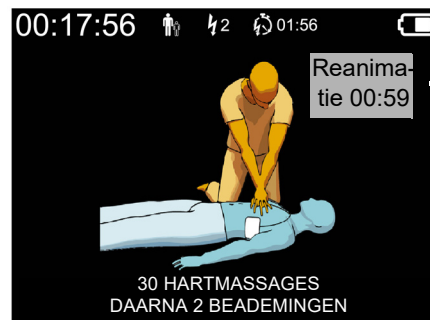 00:17:56 2 01:56
Reanima-
tie 00:59
30 HARTMASSAGES
DAARNA 2 BEADEMINGEN